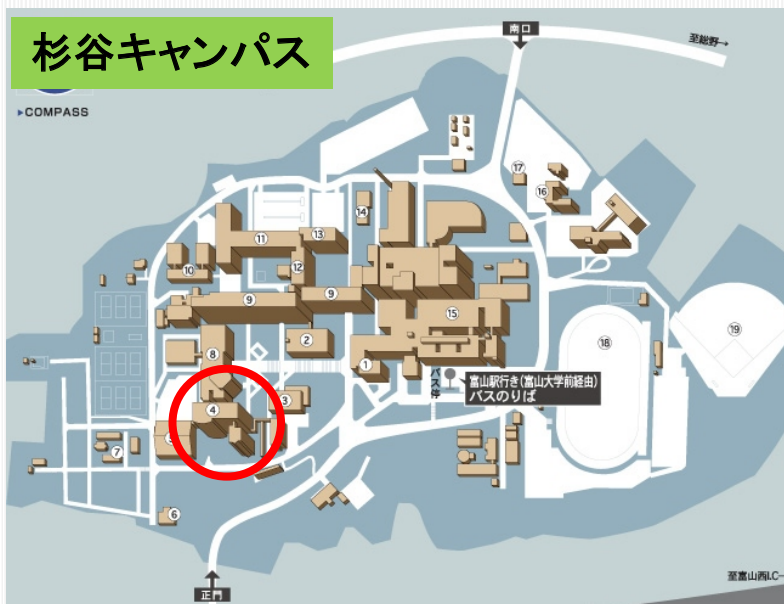 杉谷キャンパス
▶COMPASS
南口
至総野→
⑰
⑯
⑭
⑬
⑪
⑫
⑩
⑨
⑨
⑮
⑱
⑲
②
⑧
①
バス停
富山駅行き(富山大学前経由)
バスのりば
③
④
⑤
⑦
⑥
正門
至富山西I.C